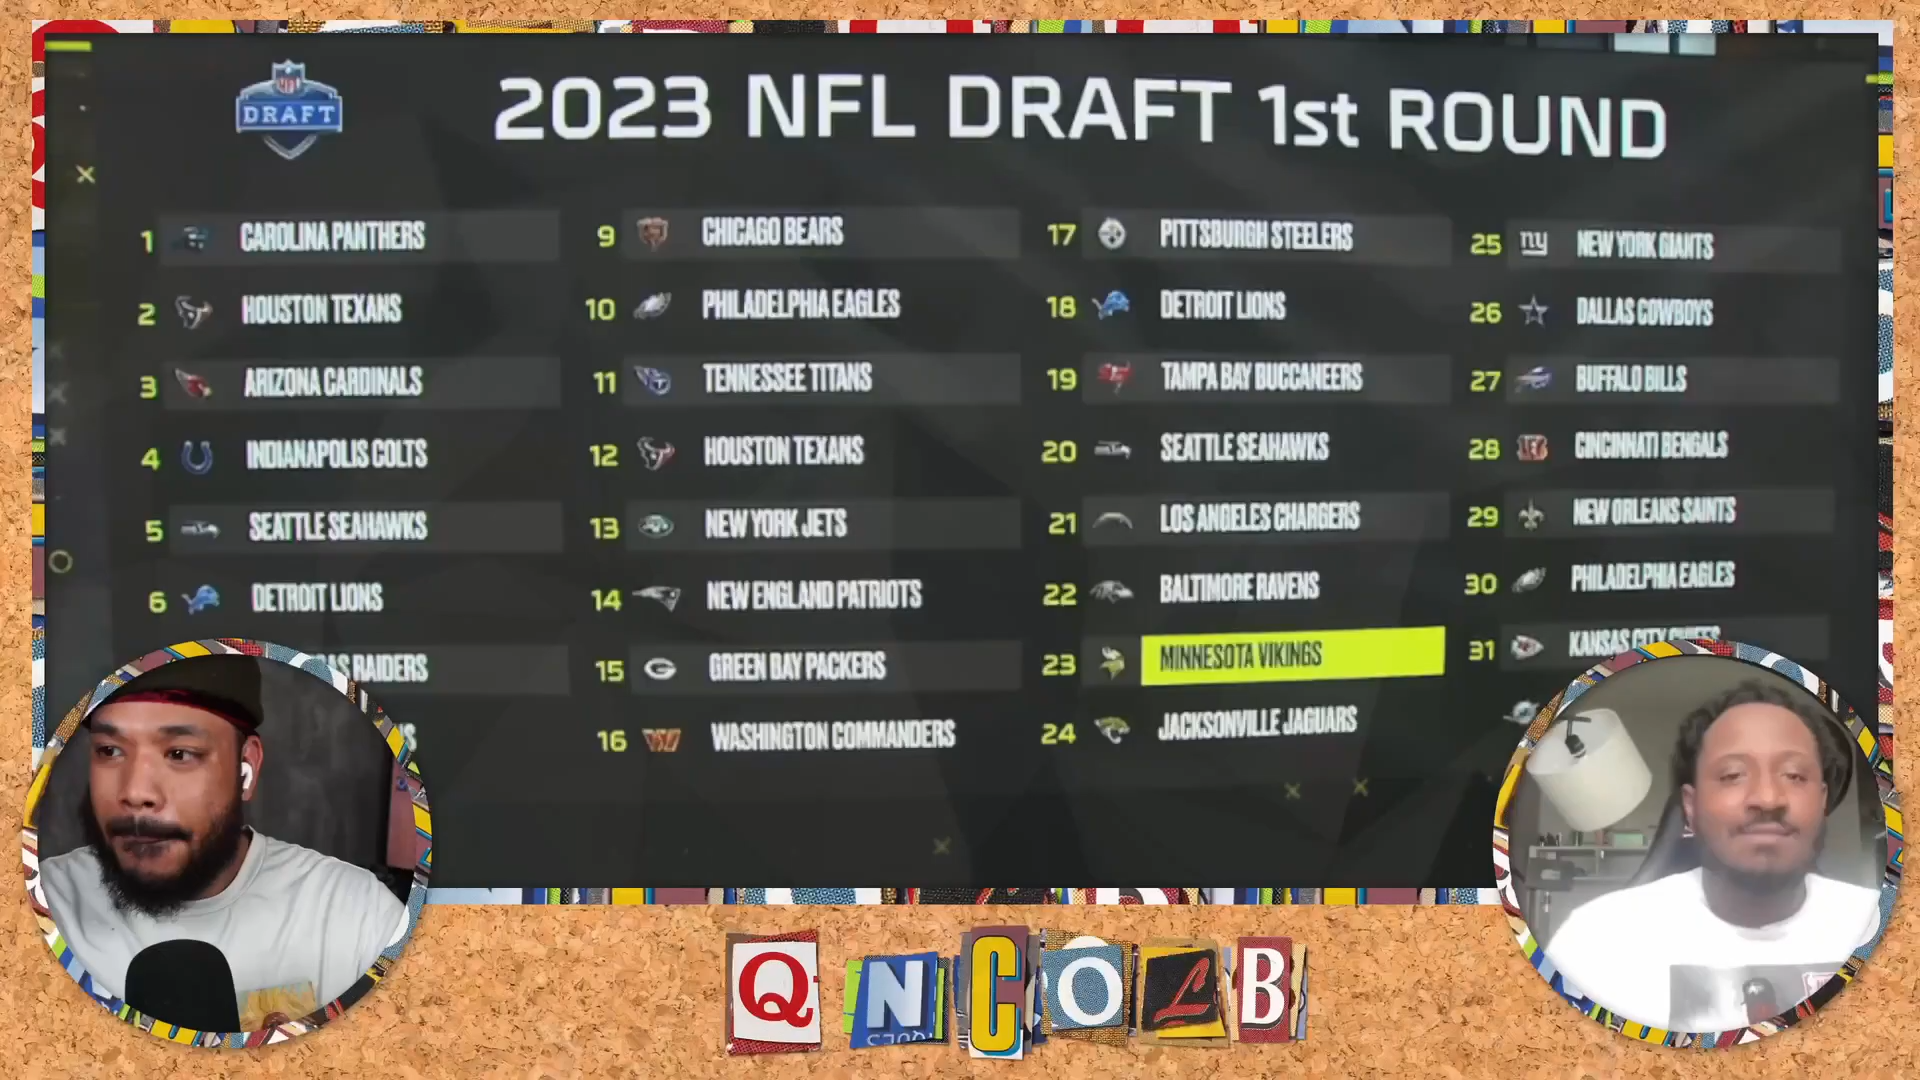 DRAFT
2023 NFL DRAFT 1st ROUND
1 CAROLINA PANTHERS
2 HOUSTON TEXANS
3 ARIZONA CARDINALS
4 INDIANAPOLIS COLTS
5 SEATTLE SEAHAWKS
6 DETROIT LIONS
RAIDERS
9 CHICAGO BEARS
10 PHILADELPHIA EAGLES
11 TENNESSEE TITANS
12 HOUSTON TEXANS
13 NEW YORK JETS
14 NEW ENGLAND PATRIOTS
15 GREEN BAY PACKERS
16 WASHINGTON COMMANDERS
17 PITTSBURGH STEELERS
18 DETROIT LIONS
19 TAMPA BAY BUCCANEERS
20 SEATTLE SEAHAWKS
21 LOS ANGELES CHARGERS
22 BALTIMORE RAVENS
23 MINNESOTA VIKINGS
24 JACKSONVILLE JAGUARS
25 ny NEW YORK GIANTS
26 DALLAS COWBOYS
27 BUFFALO BILLS
28 CINCINNATI BENGALS
29 NEW ORLEANS SAINTS
30 PHILADELPHIA EAGLES
31 KANSAS CITY CHIEFS
QNCOLB